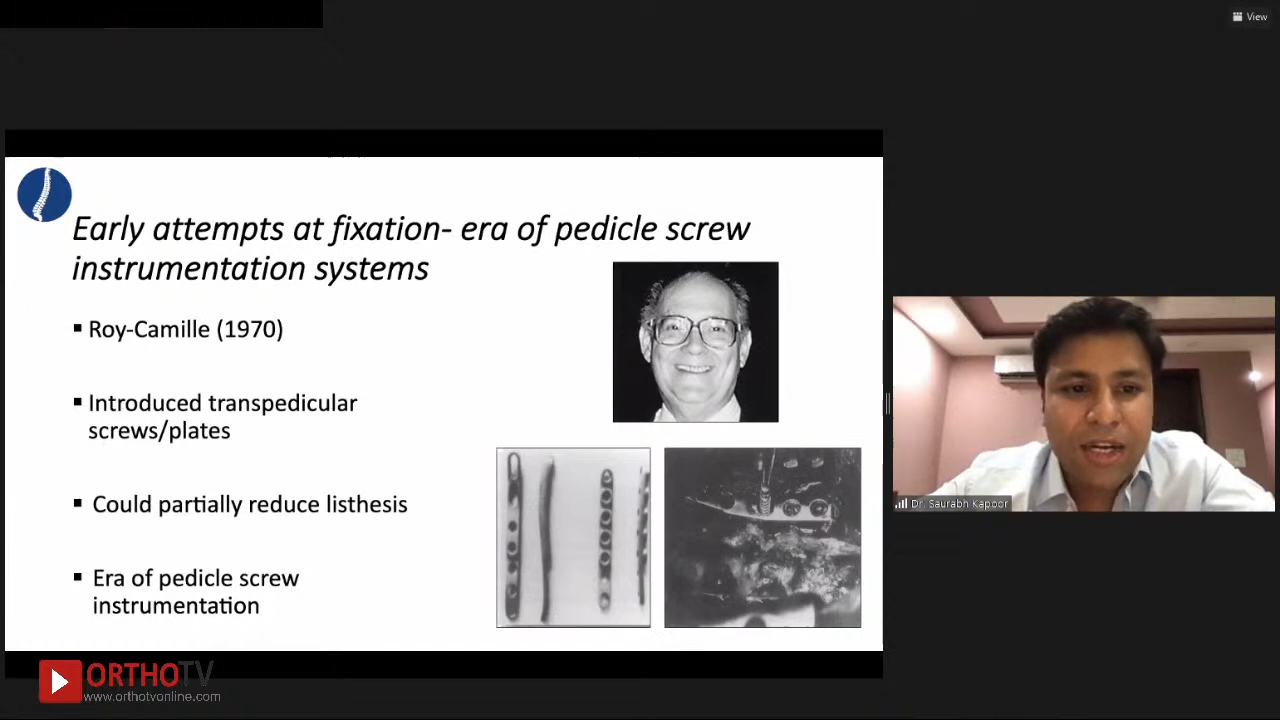 View
Early attempts at fixation- era of pedicle screw
instrumentation systems
▪ Roy-Camille (1970)
▪ Introduced transpedicular
screws/plates
▪ Could partially reduce listhesis
▪ Era of pedicle screw
instrumentation
Dr. Saurabh Kapoor
ORTHOTV
www.orthotvonline.com